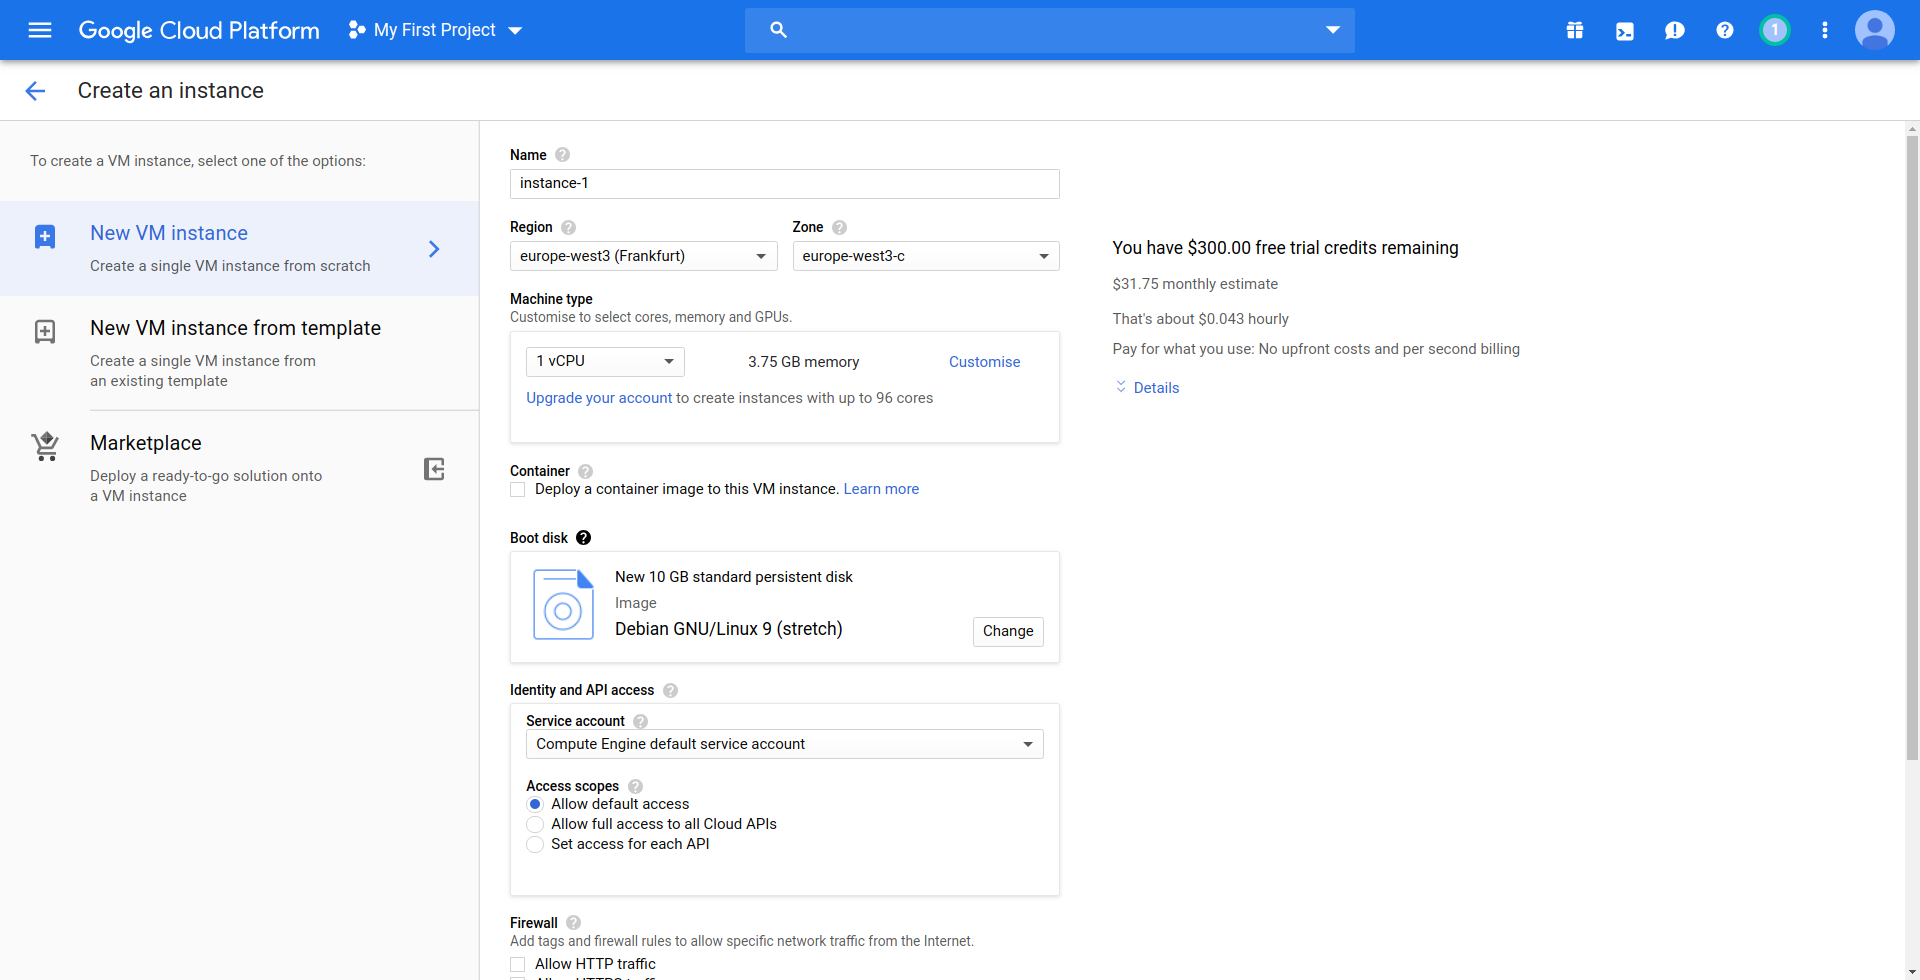 Google Cloud Platform
My First Project
1
Create an instance
To create a VM instance, select one of the options:
New VM instance
Create a single VM instance from scratch
New VM instance from template
Create a single VM instance from
an existing template
Marketplace
Deploy a ready-to-go solution onto
a VM instance
Name
instance-1
Region
Zone
europe-west3 (Frankfurt)
europe-west3-c
Machine type
Customise to select cores, memory and GPUs.
1 vCPU
3.75 GB memory
Customise
Upgrade your account to create instances with up to 96 cores
Container
Deploy a container image to this VM instance. Learn more
Boot disk
New 10 GB standard persistent disk
Image
Debian GNU/Linux 9 (stretch)
Change
Identity and API access
Service account
Compute Engine default service account
Access scopes
Allow default access
Allow full access to all Cloud APIs
Set access for each API
Firewall
Add tags and firewall rules to allow specific network traffic from the Internet.
Allow HTTP traffic
You have $300.00 free trial credits remaining
$31.75 monthly estimate
That's about $0.043 hourly
Pay for what you use: No upfront costs and per second billing
Details